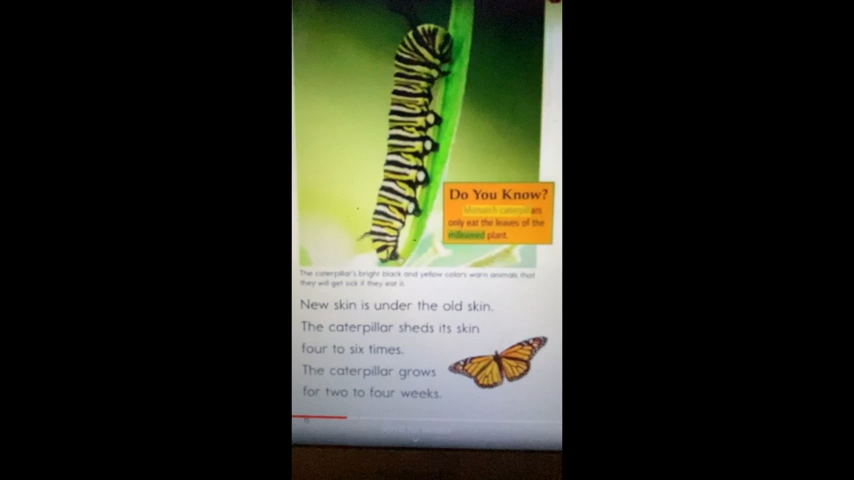 Do You Know?
Monarch caterpillars
only eat the leaves of the
milkweed plant.
The caterpillar's bright black and yellow colors warn animals that
they will get sick if they eat it.
New skin is under the old skin.
The caterpillar sheds its skin
four to six times.
The caterpillar grows
for two to four weeks.